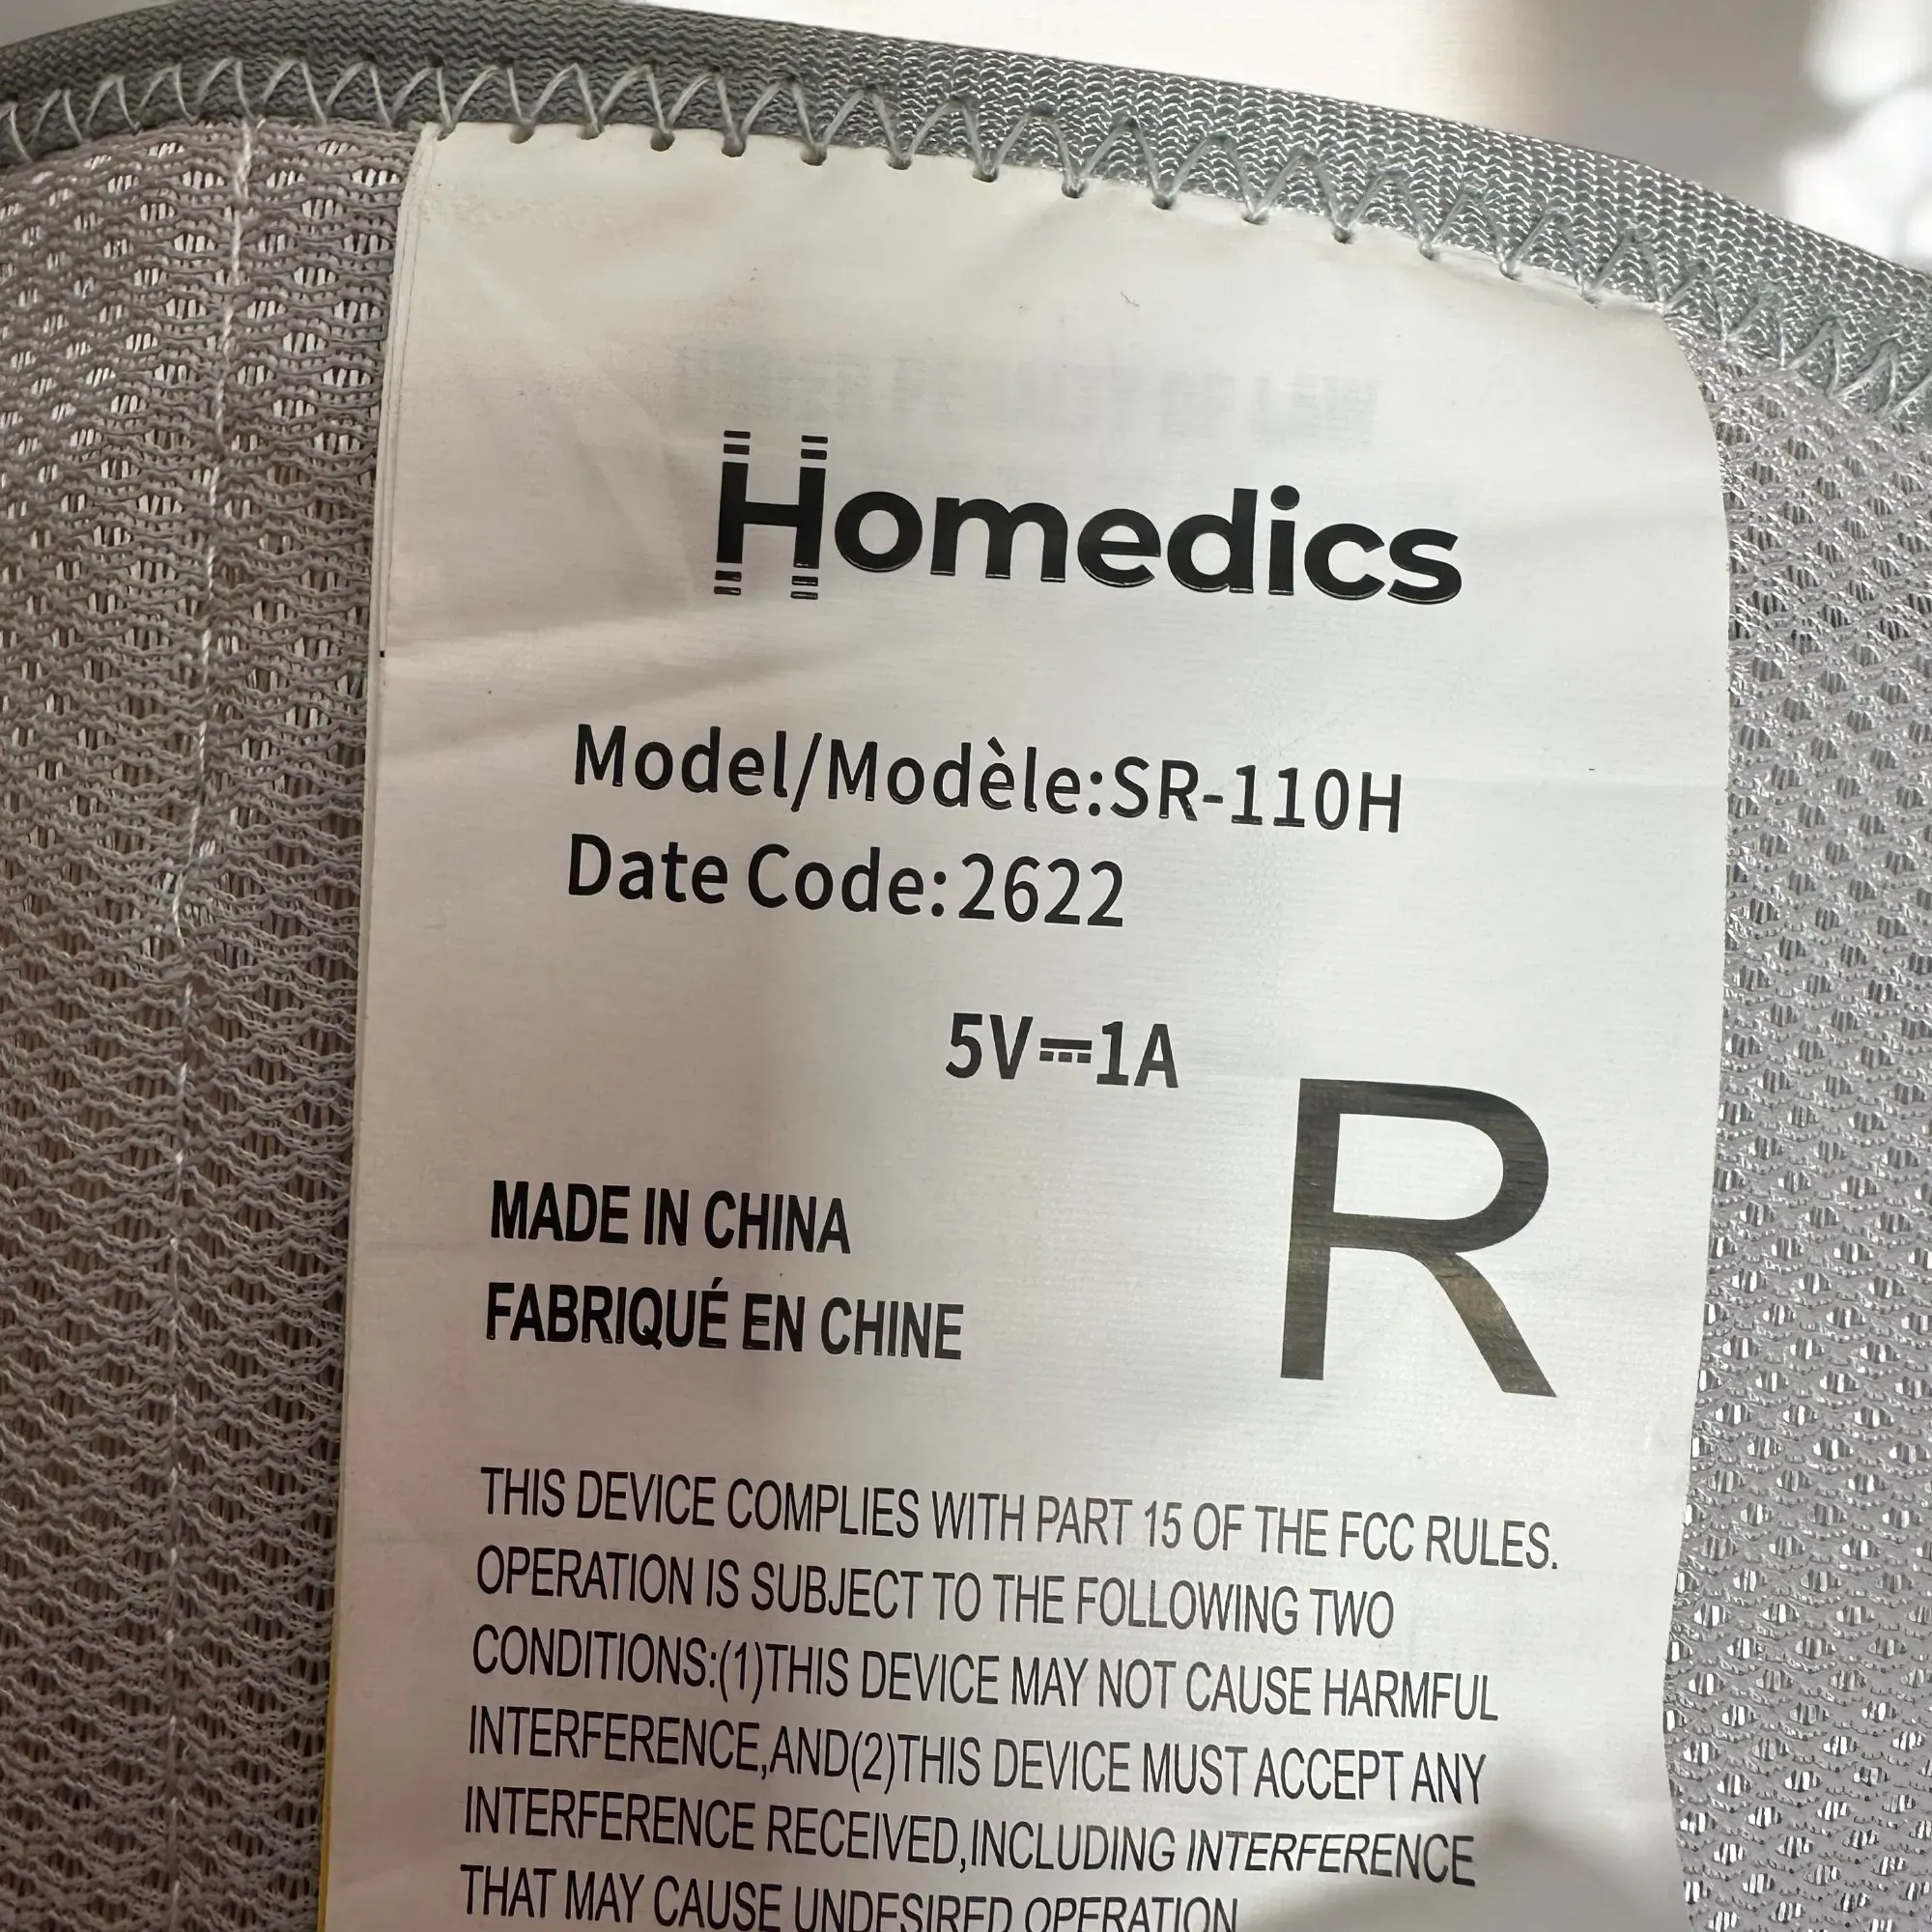 Homedics
Model/Modèle:SR-110H
Date Code:2622
5V⎓1A
R
MADE IN CHINA
FABRIQUÉ EN CHINE
THIS DEVICE COMPLIES WITH PART 15 OF THE FCC RULES.
OPERATION IS SUBJECT TO THE FOLLOWING TWO
CONDITIONS:(1)THIS DEVICE MAY NOT CAUSE HARMFUL
INTERFERENCE,AND(2)THIS DEVICE MUST ACCEPT ANY
INTERFERENCE RECEIVED,INCLUDING INTERFERENCE
THAT MAY CAUSE UNDESIRED OPERATION